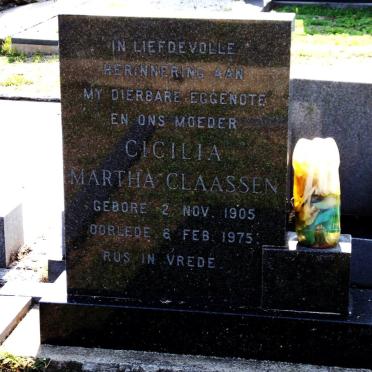 IN LIEFDEVOLLE
HERINNERING AAN
MY DIERBARE EGGENOTE
EN ONS MOEDER
CICILIA
MARTHA CLAASSEN
GEBORE 2 NOV. 1905
OORLEDE 6 FEB. 1975
RUS IN VREDE